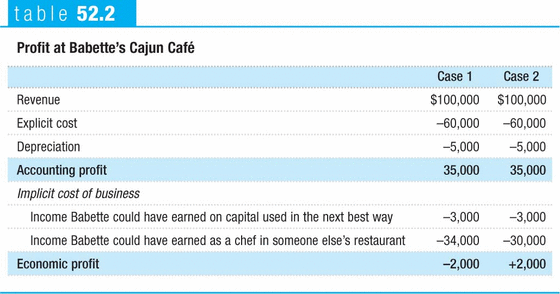 table 52.2
Profit at Babette's Cajun Café
Case 1 Case 2
Revenue $100,000 $100,000
Explicit cost –60,000 –60,000
Depreciation –5,000 –5,000
Accounting profit 35,000 35,000
Implicit cost of business
Income Babette could have earned on capital used in the next best way –3,000 –3,000
Income Babette could have earned as a chef in someone else's restaurant –34,000 –30,000
Economic profit –2,000 +2,000